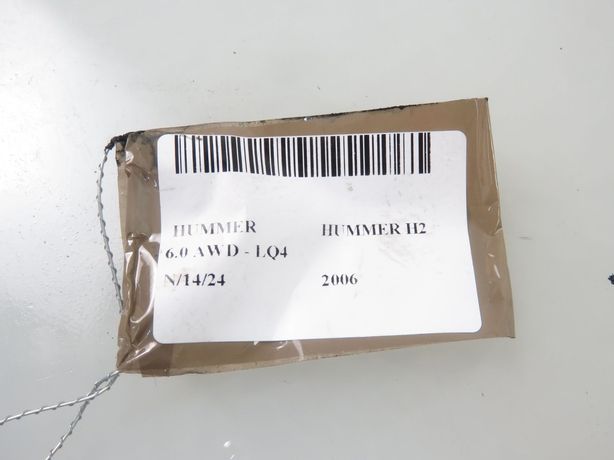 HUMMER HUMMER H2
6.0 AWD - LQ4
N/14/24 2006